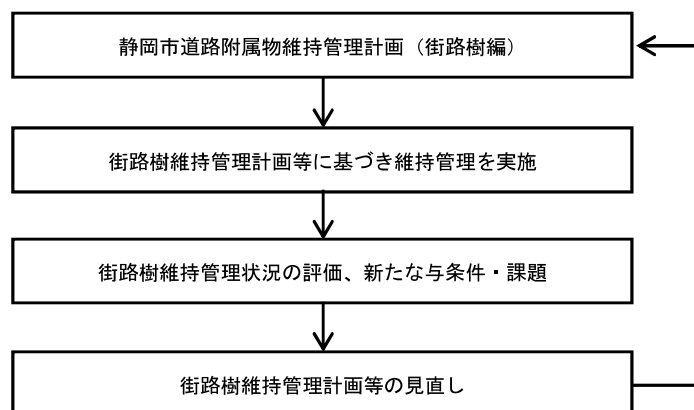 静岡市道路附属物維持管理計画（街路樹編）
街路樹維持管理計画等に基づき維持管理を実施
街路樹維持管理状況の評価、新たな与条件・課題
街路樹維持管理計画等の見直し